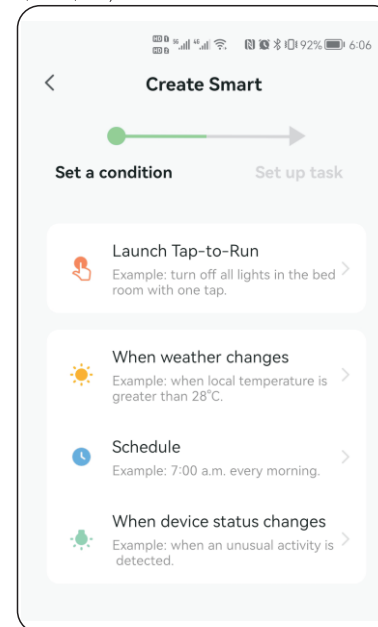 92% 6:06
Create Smart
Set a condition
Set up task
Launch Tap-to-Run
Example: turn off all lights in the bed
room with one tap.
When weather changes
Example: when local temperature is
greater than 28°C.
Schedule
Example: 7:00 a.m. every morning.
When device status changes
Example: when an unusual activity is
detected.